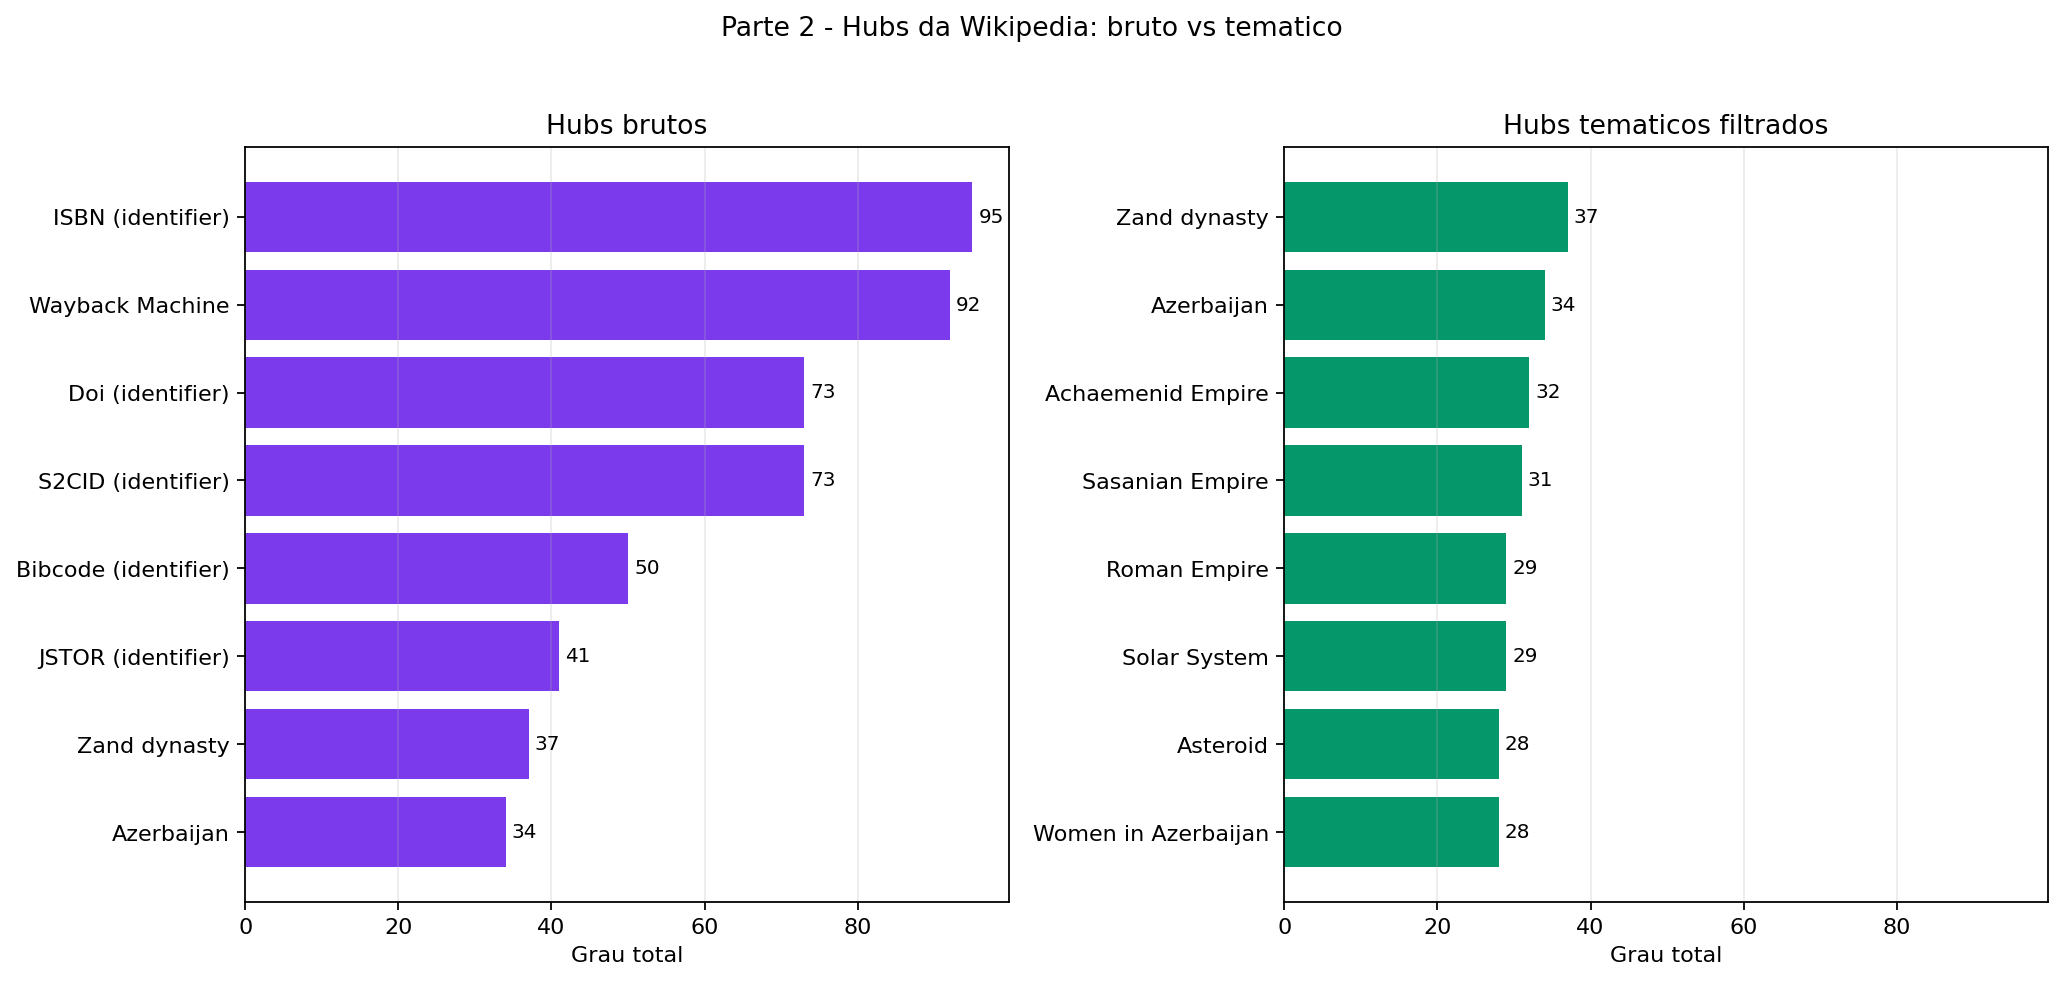 Parte 2 - Hubs da Wikipedia: bruto vs tematico
Hubs brutos
ISBN (identifier)
95
Wayback Machine
92
Doi (identifier)
73
S2CID (identifier)
73
Bibcode (identifier)
50
JSTOR (identifier)
41
Zand dynasty
37
Azerbaijan
34
0 20 40 60 80
Grau total
Hubs tematicos filtrados
Zand dynasty
37
Azerbaijan
34
Achaemenid Empire
32
Sasanian Empire
31
Roman Empire
29
Solar System
29
Asteroid
28
Women in Azerbaijan
28
0 20 40 60 80
Grau total